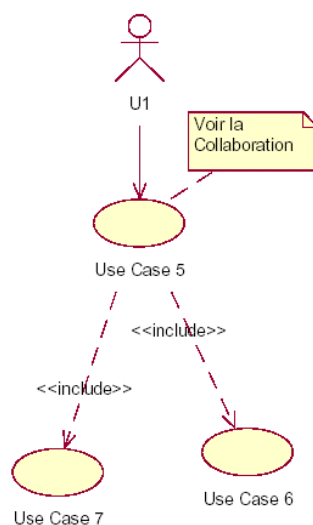 U1
Voir la
Collaboration
Use Case 5
<<include>>
<<include>>
Use Case 6
Use Case 7